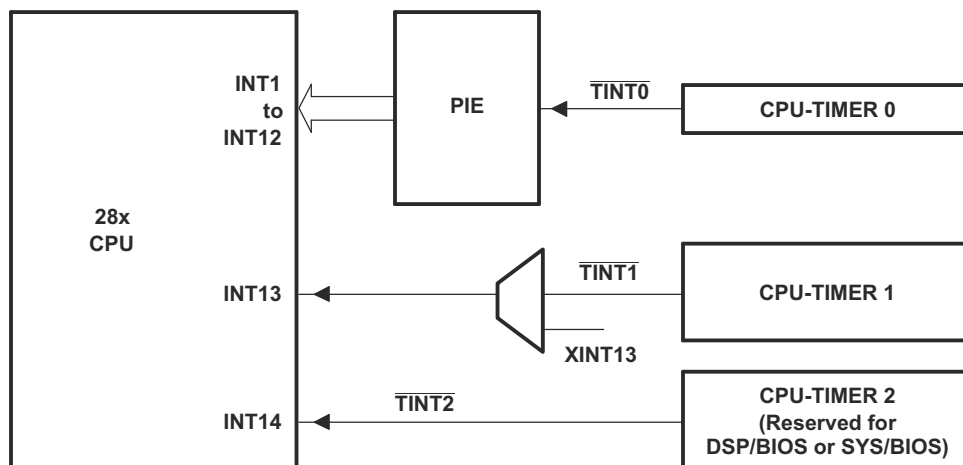 INT1
to
INT12
PIE
TINT0
CPU-TIMER 0
28x
CPU
INT13
TINT1
CPU-TIMER 1
XINT13
INT14
TINT2
CPU-TIMER 2
(Reserved for
DSP/BIOS or SYS/BIOS)